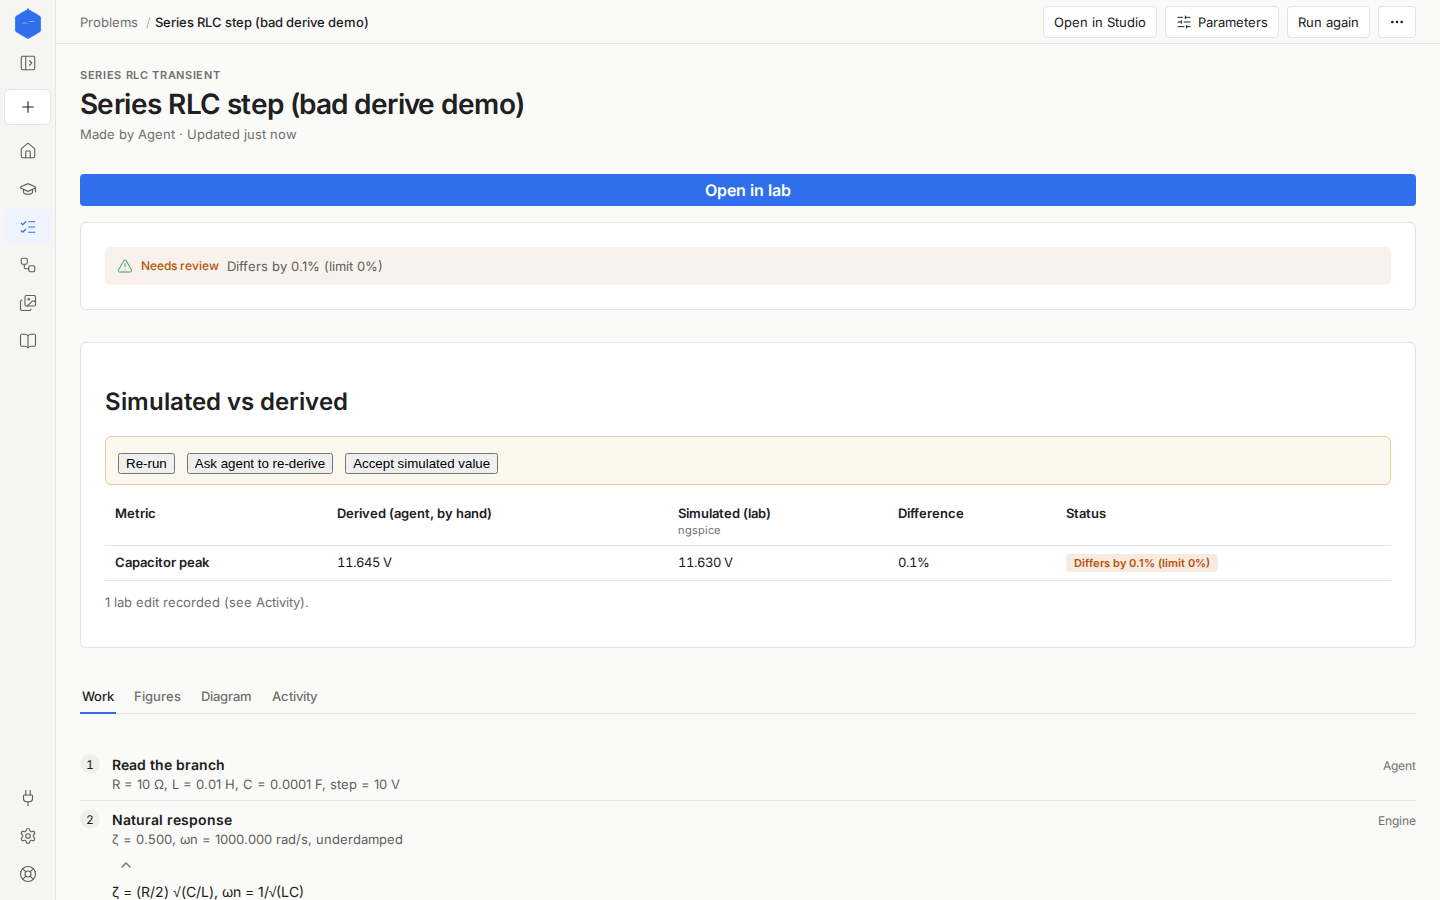 Problems / Series RLC step (bad derive demo)
Open in Studio
Parameters
Run again
SERIES RLC TRANSIENT
Series RLC step (bad derive demo)
Made by Agent · Updated just now
Open in lab
Needs review Differs by 0.1% (limit 0%)
Simulated vs derived
Re-run
Ask agent to re-derive
Accept simulated value
Metric Derived (agent, by hand) Simulated (lab) Difference Status
ngspice
Capacitor peak 11.645 V 11.630 V 0.1% Differs by 0.1% (limit 0%)
1 lab edit recorded (see Activity).
Work Figures Diagram Activity
1 Read the branch Agent
R = 10 Ω, L = 0.01 H, C = 0.0001 F, step = 10 V
2 Natural response Engine
ζ = 0.500, ωn = 1000.000 rad/s, underdamped
ζ = (R/2) √(C/L), ωn = 1/√(LC)